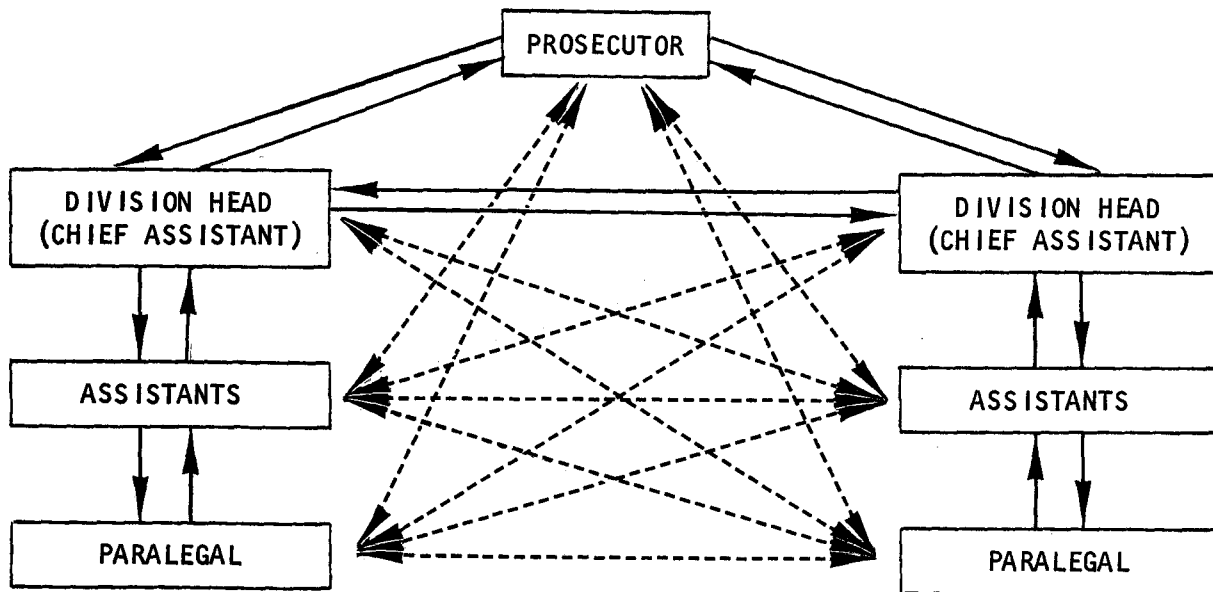 PROSECUTOR
DIVISION HEAD
(CHIEF ASSISTANT)
DIVISION HEAD
(CHIEF ASSISTANT)
ASSISTANTS
ASSISTANTS
PARALEGAL
PARALEGAL